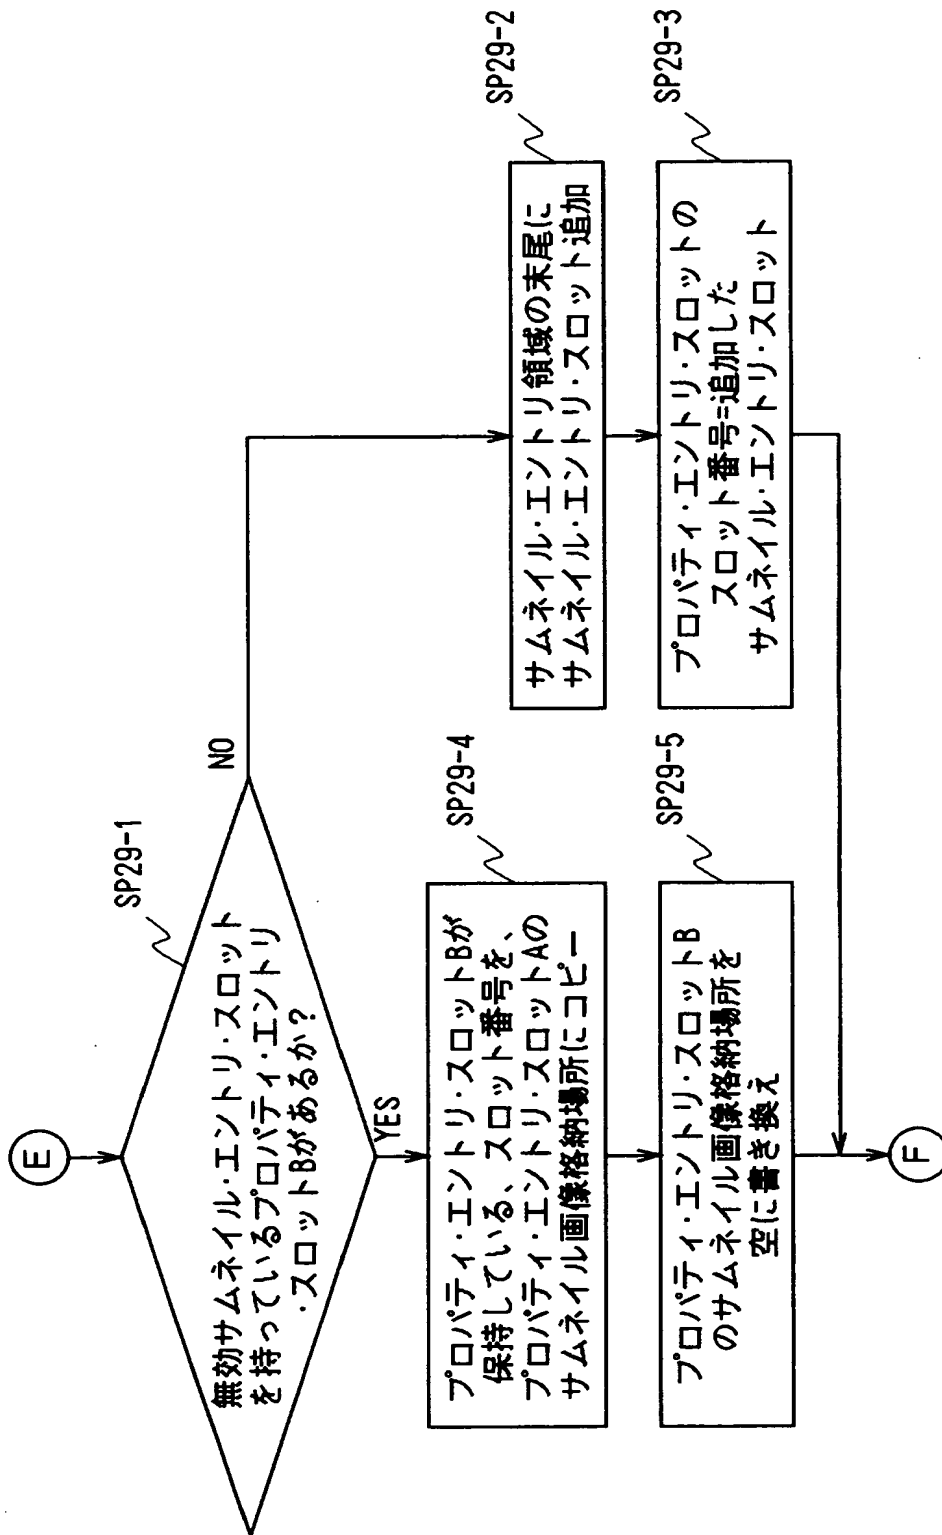 E
SP29-1
無効サムネイル・エントリ・スロット
を持っているプロパティ・エントリ
・スロットBがあるか?
NO
YES
SP29-4
プロパティ・エントリ・スロットBが
保持している、スロット番号を、
プロパティ・エントリ・スロットAの
サムネイル画像格納場所にコピー
SP29-5
プロパティ・エントリ・スロットB
のサムネイル画像格納場所を
空に書き換え
SP29-2
サムネイル・エントリ領域の末尾に
サムネイル・エントリ・スロット追加
SP29-3
プロパティ・エントリ・スロットの
スロット番号=追加した
サムネイル・エントリ・スロット
F